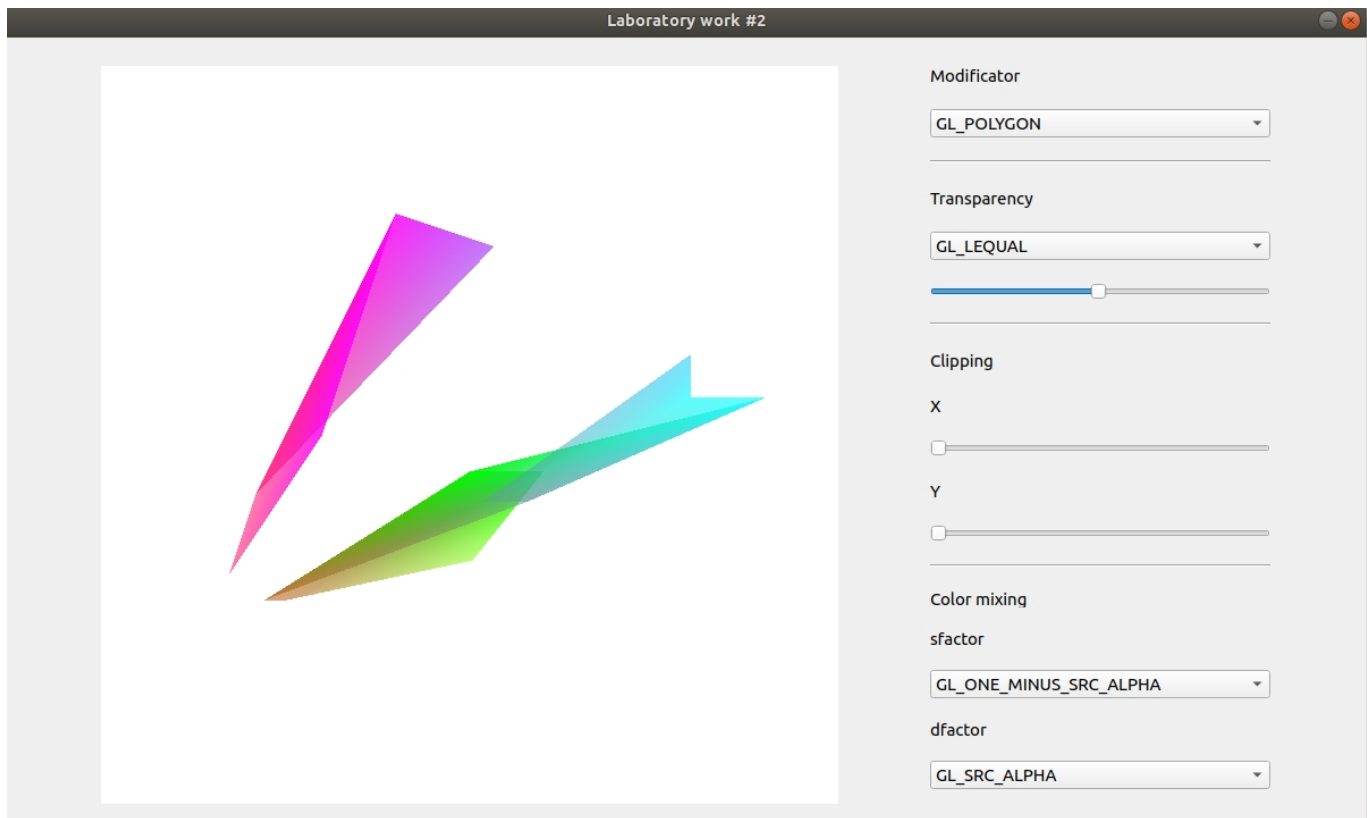 Laboratory work #2
Modificator
GL_POLYGON
Transparency
GL_LEQUAL
Clipping
X
Y
Color mixing
sfactor
GL_ONE_MINUS_SRC_ALPHA
dfactor
GL_SRC_ALPHA